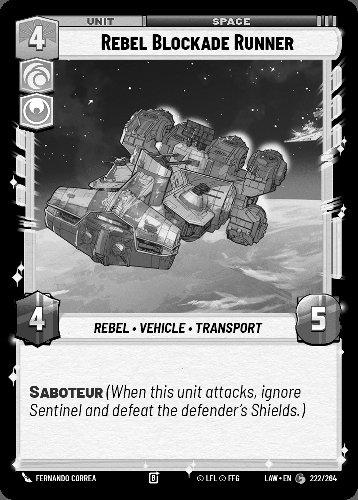 4
UNIT
SPACE
REBEL BLOCKADE RUNNER
4
REBEL • VEHICLE • TRANSPORT
5
SABOTEUR (When this unit attacks, ignore
Sentinel and defeat the defender's Shields.)
FERNANDO CORREA
© LFL © FFG
LAW • EN
222/264